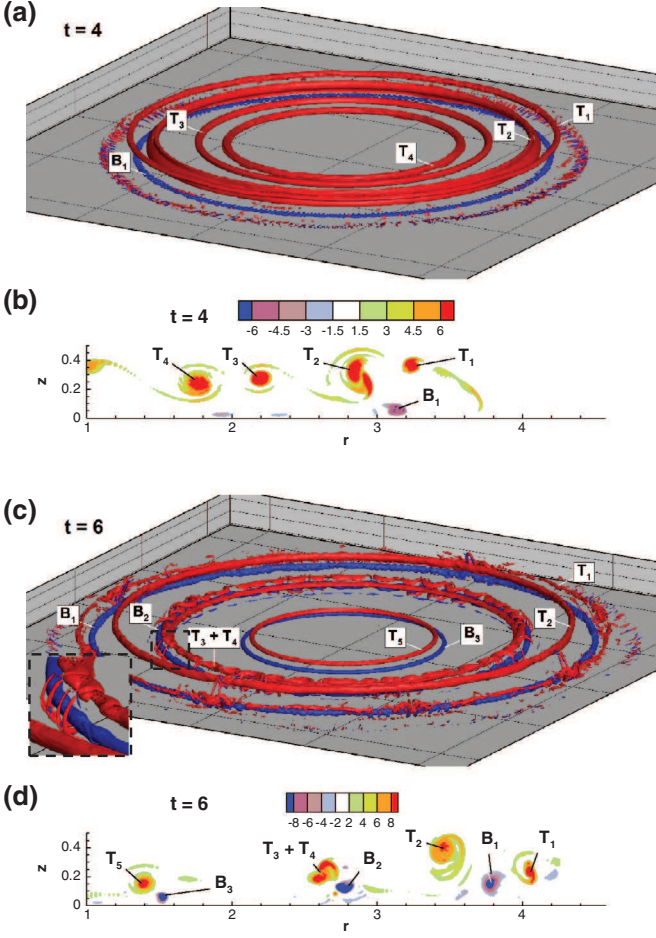 (a)
t = 4
T3
T1
T2
B1
T4
(b)
t = 4
-6 -4.5 -3 -1.5 1.5 3 4.5 6
T4 T3 T2 T1
B1
z
0.4
0.2
0
1 2 3 4
r
(c)
t = 6
T1
B1 B2
T2
T3 + T4 T5 B3
(d)
t = 6
-8 -6 -4 -2 2 4 6 8
T5 T3 + T4 T2 B1 T1
B3 B2
z
0.4
0.2
0
1 2 3 4
r